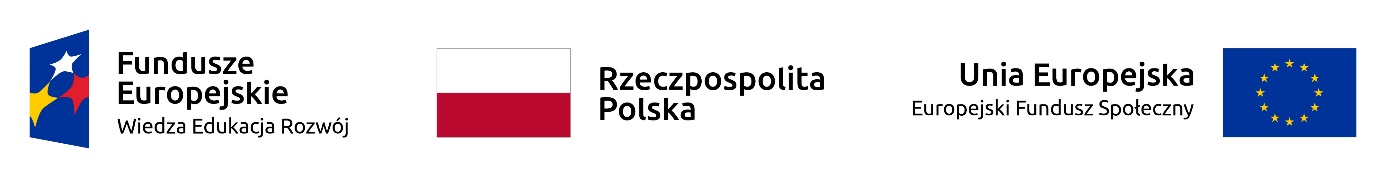 Fundusze
Europejskie
Wiedza Edukacja Rozwój
Rzeczpospolita
Polska
Unia Europejska
Europejski Fundusz Społeczny